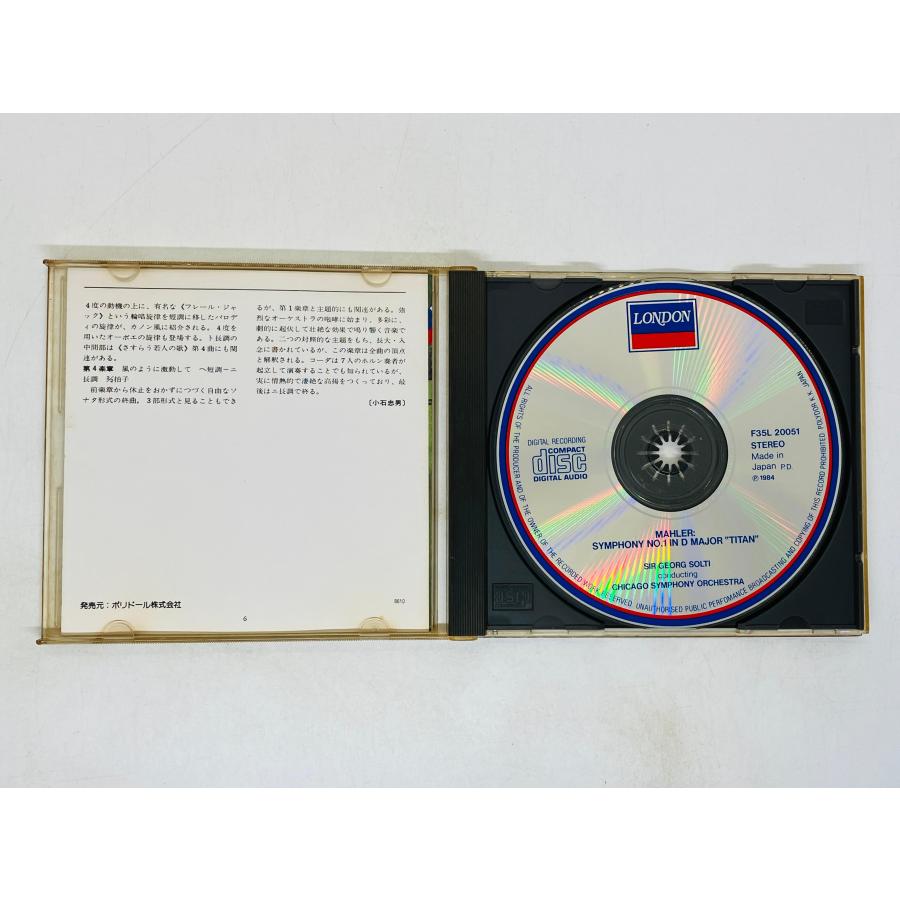 4度の動機の上に、有名な《フレール・ジャ
ック》という輪唱旋律を短調に移したパロデ
ィの旋律が、カノン風に紹介される。4度を
用いたオーボエの旋律も登場する。ト長調の
中間部は《さすらう若人の歌》第4曲にも関
連がある。
第4楽章 嵐のように激動して ヘ短調ーニ
長調 2/2拍子
前楽章から休止をおかずにつづく自由なソ
ナタ形式の終曲。3部形式と見ることもでき
るが、第1楽章と主題的にも関連がある。強
烈なオーケストラの咆哮に始まり、多彩に、
劇的に起伏して壮絶な効果で鳴り響く音楽で
ある。二つの対照的な主題をもち、長大・入
念に書かれているが、この楽章は全曲の頂点
と解釈される。コーダは7人のホルン奏者が
起立して演奏することでも知られているが、
実に情熱的で凄絶な高揚をつくっており、最
後はニ長調で終る。
〔小石忠男〕
発売元：ポリドール株式会社
8610
6
LONDON
DIGITAL RECORDING
COMPACT
disc
DIGITAL AUDIO
F35L 20051
STEREO
Made in
Japan P.D.
℗ 1984
MAHLER:
SYMPHONY NO.1 IN D MAJOR "TITAN"
SIR GEORG SOLTI
conducting
CHICAGO SYMPHONY ORCHESTRA
ALL RIGHTS OF THE PRODUCER AND OF THE OWNER OF THE RECORDED WORK RESERVED. UNAUTHORISED PUBLIC PERFOMANCE BROADCASTING AND COPYING OF THIS RECORD PROHIBITED. POLYDOR K.K. JAPAN